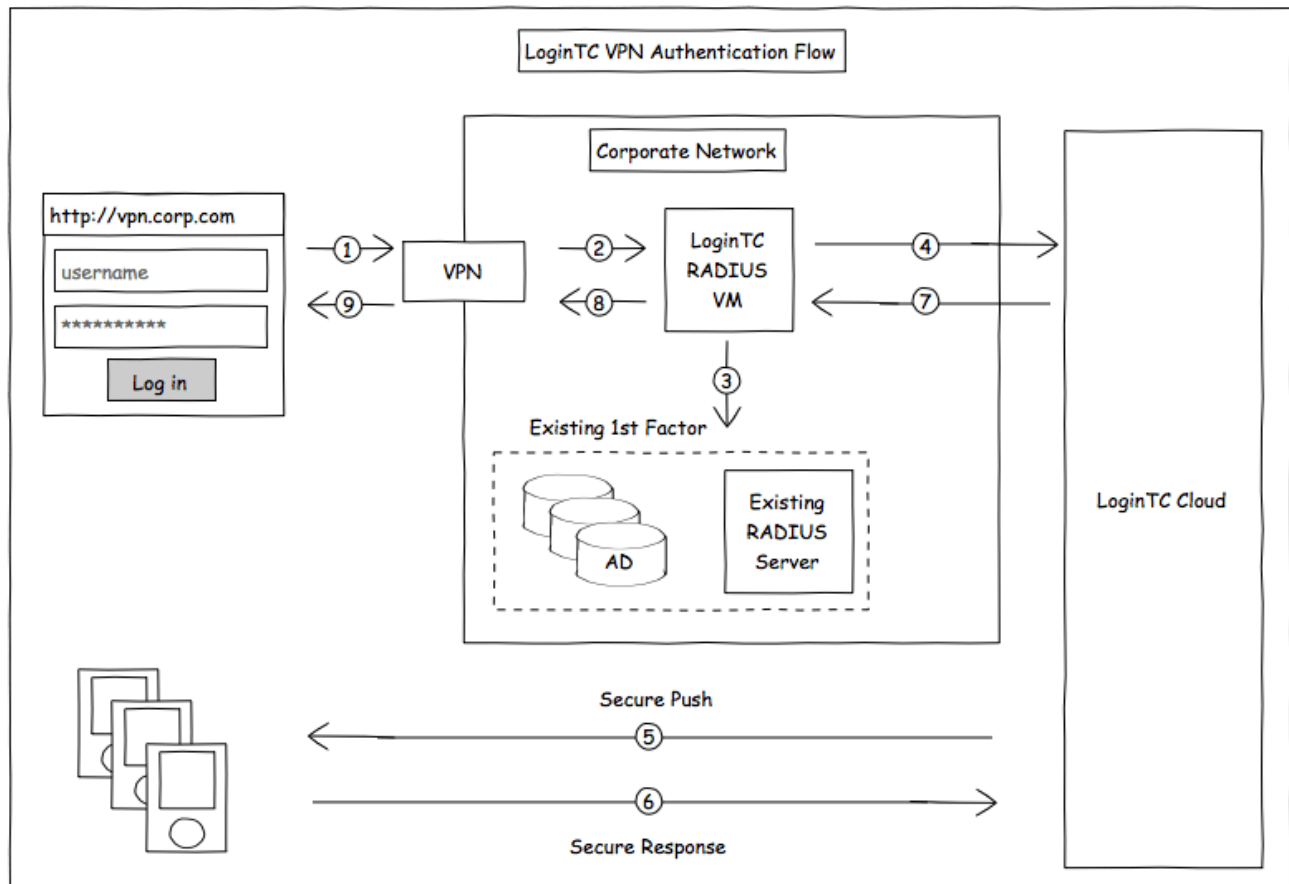 LoginTC VPN Authentication Flow
Corporate Network
http://vpn.corp.com
username
**********
Log in
1
9
VPN
2
8
LoginTC
RADIUS
VM
4
7
3
Existing 1st Factor
AD
Existing
RADIUS
Server
LoginTC Cloud
Secure Push
5
6
Secure Response